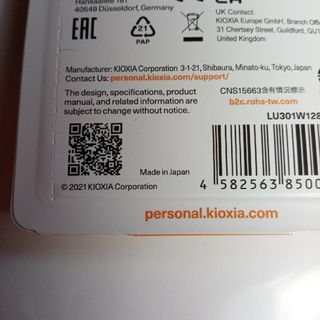 Hansaallee 181
40549 Düsseldorf, Germany
EAC
21
PAP
UK Contact:
KIOXIA Europe GmbH, Branch Office
31 Chertsey Street, Guildford, GU1
United Kingdom
Manufacturer: KIOXIA Corporation 3-1-21, Shibaura, Minato-ku, Tokyo, Japan
Contact Us: personal.kioxia.com/support/
The design, specifications, product
manual, and related information are
subject to change without notice.
CNS15663含有情況標示
b2c.rohs-tw.com
LU301W128
Made in Japan
© 2021 KIOXIA Corporation
4 582563 8500
personal.kioxia.com